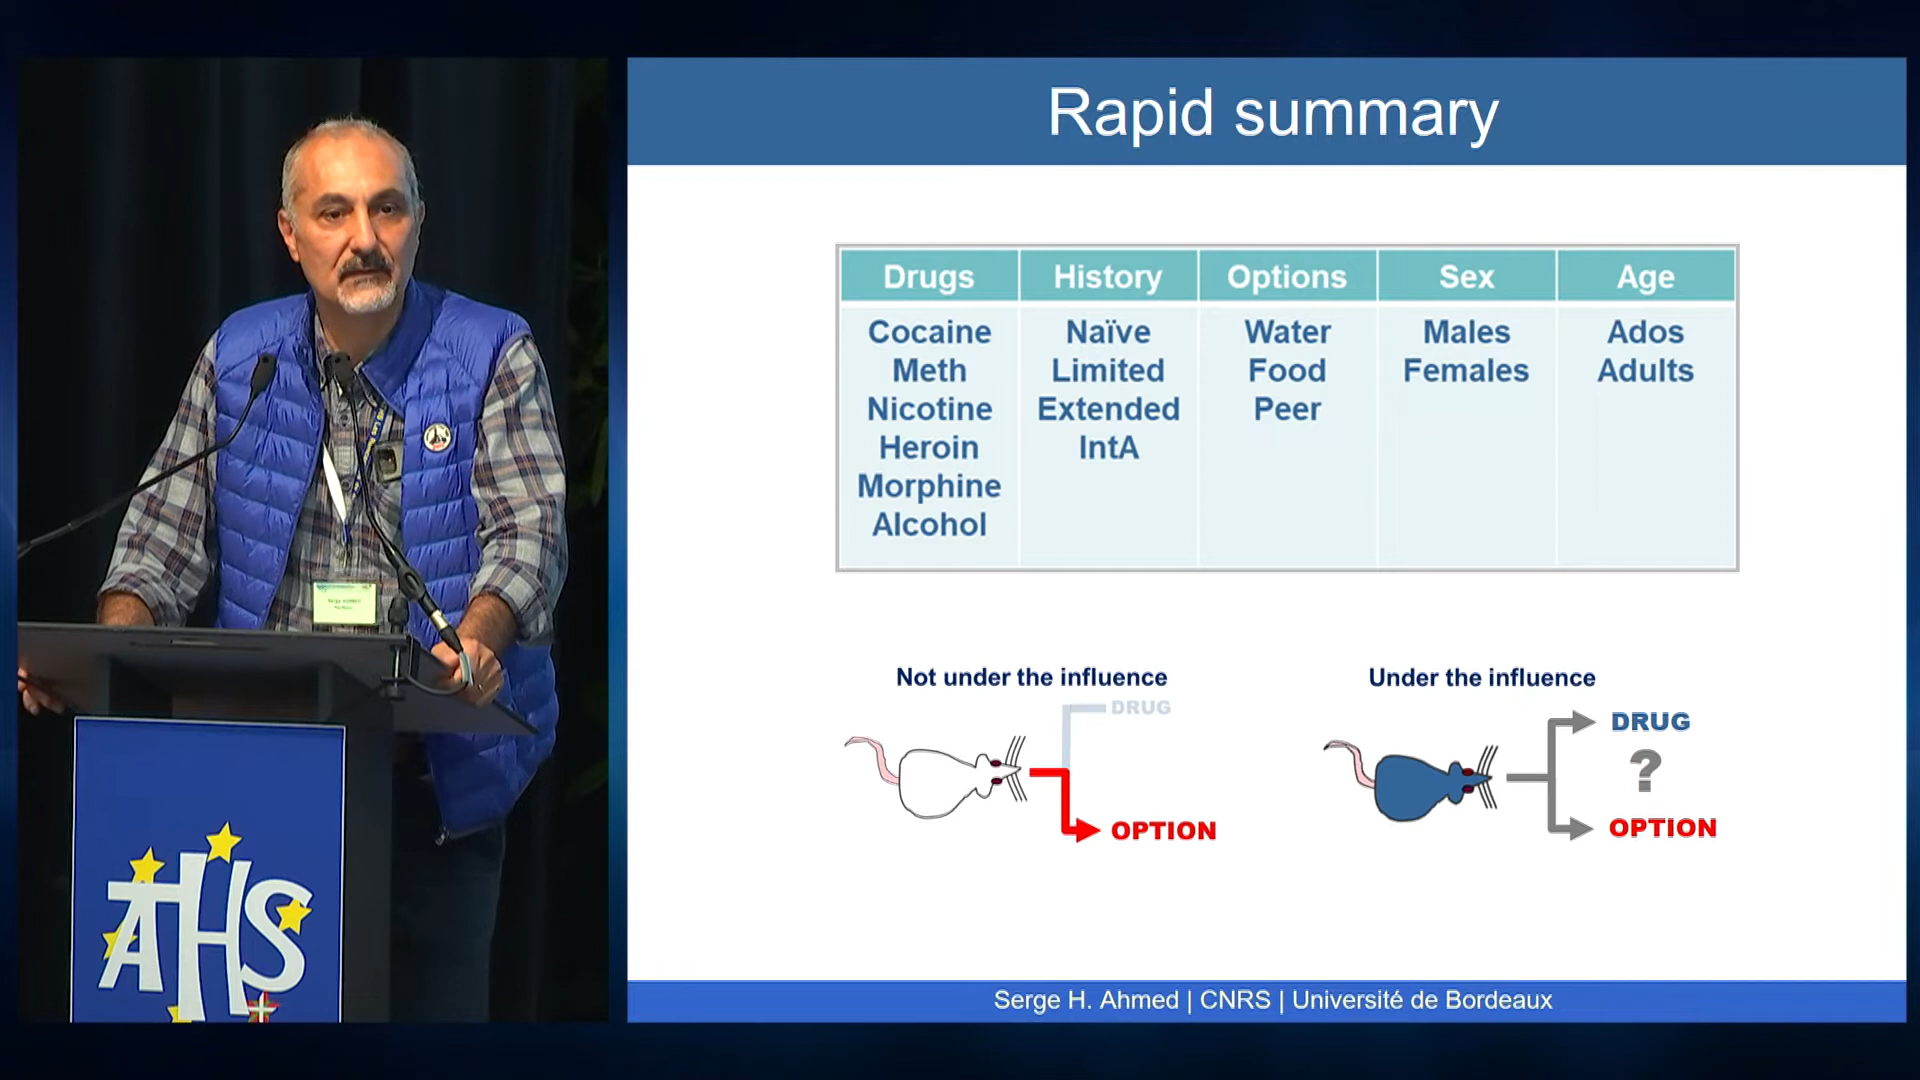 Rapid summary
Drugs History Options Sex Age
Cocaine Naïve Water Males Ados
Meth Limited Food Females Adults
Nicotine Extended Peer
Heroin IntA
Morphine
Alcohol
Not under the influence
DRUG
OPTION
Under the influence
DRUG
?
OPTION
Serge H. Ahmed | CNRS | Université de Bordeaux
AHS